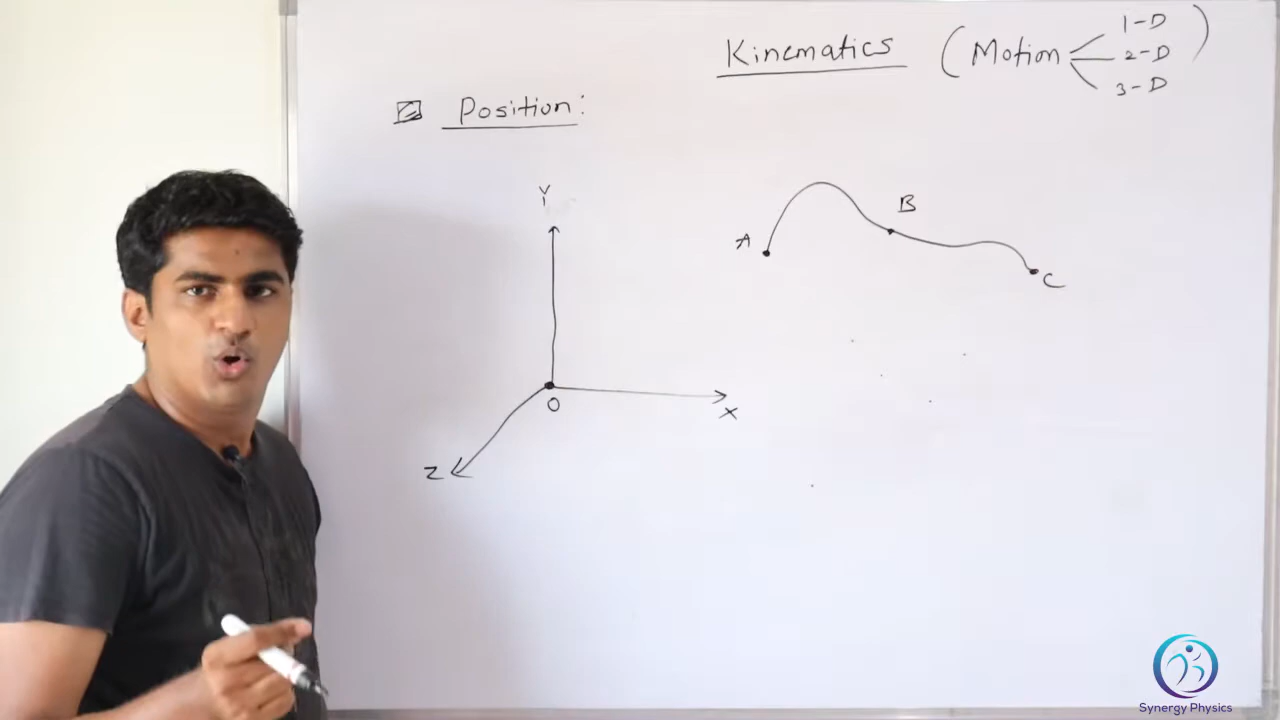 Kinematics (Motion 1-D
2-D
3-D)
Position:
Y
A
B
C
O
X
Z
Synergy Physics